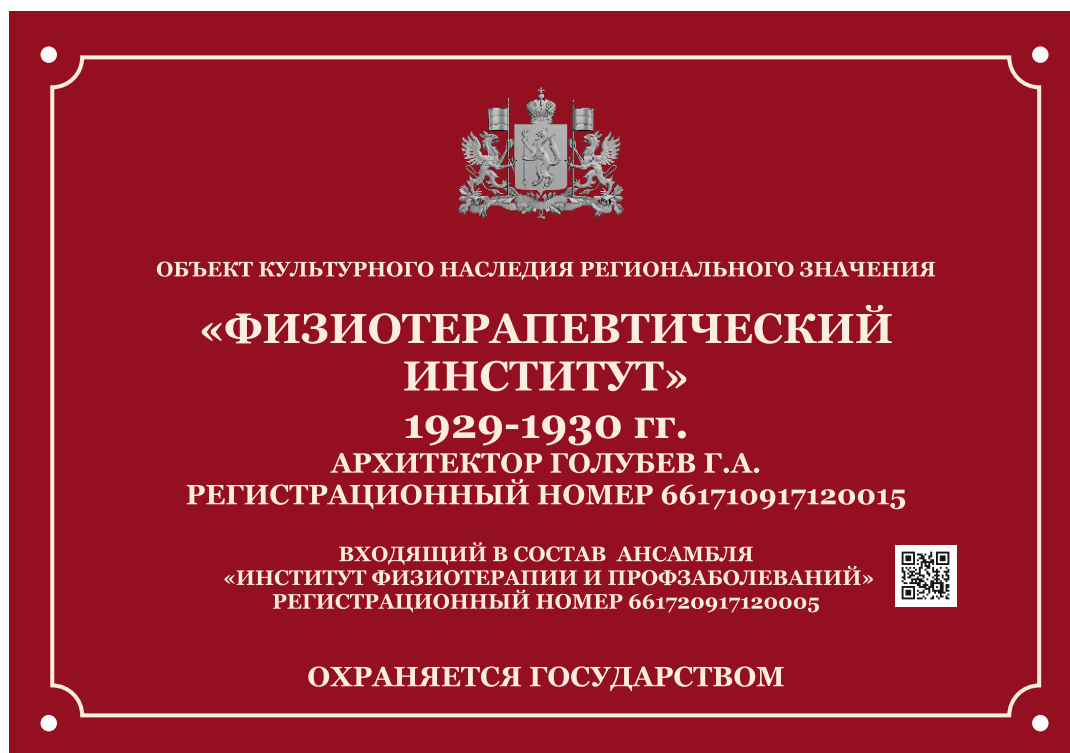 ОБЪЕКТ КУЛЬТУРНОГО НАСЛЕДИЯ РЕГИОНАЛЬНОГО ЗНАЧЕНИЯ
«ФИЗИОТЕРАПЕВТИЧЕСКИЙ
ИНСТИТУТ»
1929-1930 гг.
АРХИТЕКТОР ГОЛУБЕВ Г.А.
РЕГИСТРАЦИОННЫЙ НОМЕР 661710917120015
ВХОДЯЩИЙ В СОСТАВ АНСАМБЛЯ
«ИНСТИТУТ ФИЗИОТЕРАПИИ И ПРОФЗАБОЛЕВАНИЙ»
РЕГИСТРАЦИОННЫЙ НОМЕР 661720917120005
ОХРАНЯЕТСЯ ГОСУДАРСТВОМ